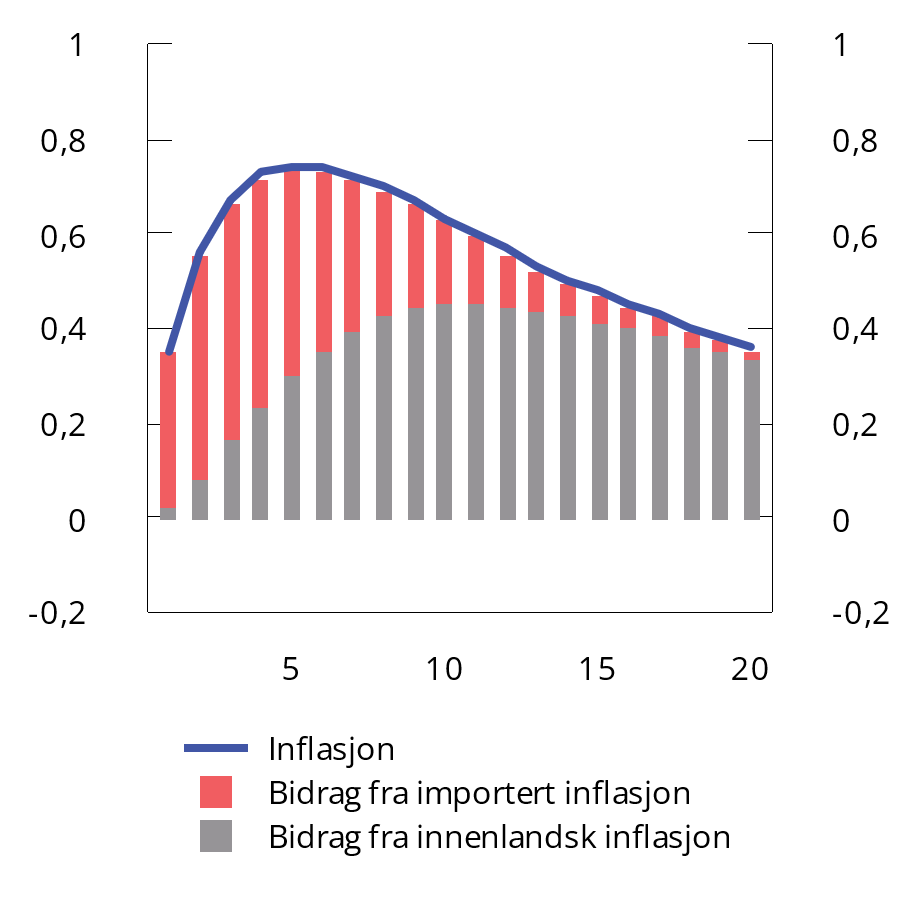 1 1
0,8 0,8
0,6 0,6
0,4 0,4
0,2 0,2
0 0
-0,2 -0,2
5 10 15 20
Inflasjon
Bidrag fra importert inflasjon
Bidrag fra innenlandsk inflasjon